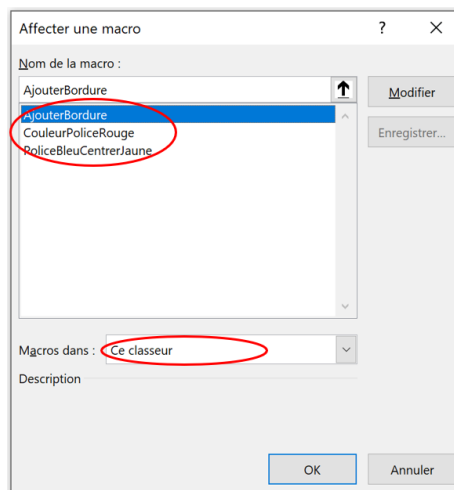 Affecter une macro ? ×
Nom de la macro :
AjouterBordure
Modifier
AjouterBordure
CouleurPoliceRouge
PoliceBleuCentrerJaune
Enregistrer...
Macros dans : Ce classeur
Description
OK Annuler